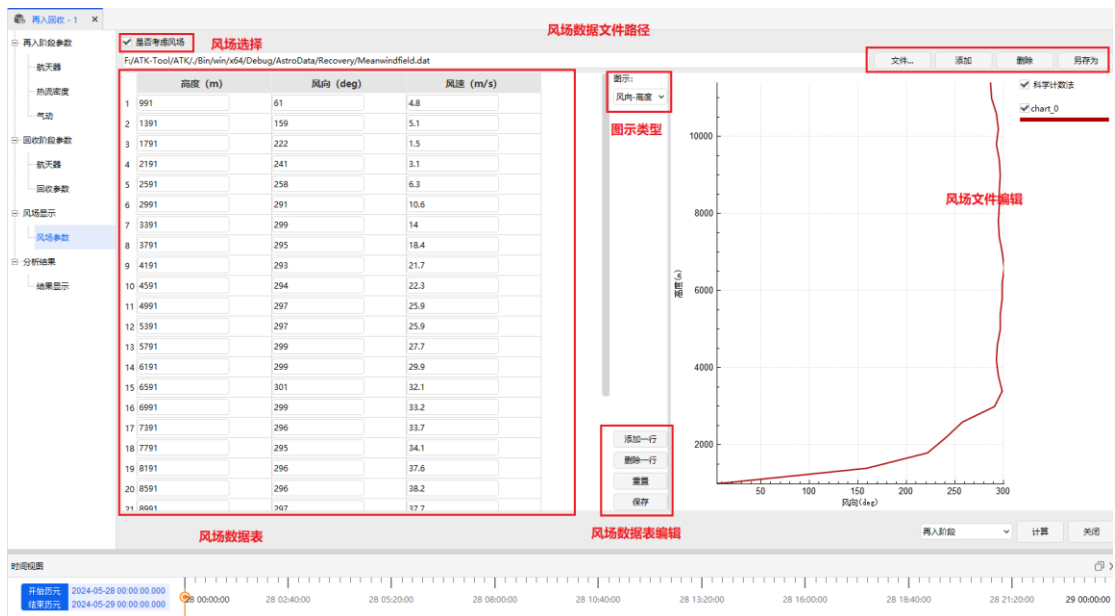 再入回收 - 1 ×
风场数据文件路径
再入阶段参数
航天器
热流密度
气动
回收阶段参数
航天器
回收参数
风场显示
风场参数
分析结果
结果显示
是否考虑风场
风场选择
F:/ATK-Tool/ATK/./Bin/win/x64/Debug/AstroData/Recovery/Meanwindfield.dat
文件... 添加 删除 另存为
高度 (m) 风向 (deg) 风速 (m/s)
1 991 61 4.8
2 1391 159 5.1
3 1791 222 1.5
4 2191 241 3.1
5 2591 258 6.3
6 2991 291 10.6
7 3391 299 14
8 3791 295 18.4
9 4191 293 21.7
10 4591 294 22.3
11 4991 297 25.9
12 5391 297 25.9
13 5791 299 27.7
14 6191 299 29.9
15 6591 301 32.1
16 6991 299 33.2
17 7391 296 33.7
18 7791 295 34.1
19 8191 296 37.6
20 8591 296 38.2
21 8991 297 37.7
风场数据表
图示:
风向-高度
图示类型
添加一行
删除一行
重置
保存
风场数据表编辑
科学计数法
chart_0
风场文件编辑
10000
8000
6000
4000
2000
高度(m)
50 100 150 200 250 300
风向(deg)
再入阶段 计算 关闭
时间视图
开始历元 2024-05-28 00:00:00.000
结束历元 2024-05-29 00:00:00.000
28 00:00:00 28 02:40:00 28 05:20:00 28 08:00:00 28 10:40:00 28 13:20:00 28 16:00:00 28 18:40:00 28 21:20:00 29 00:00:00